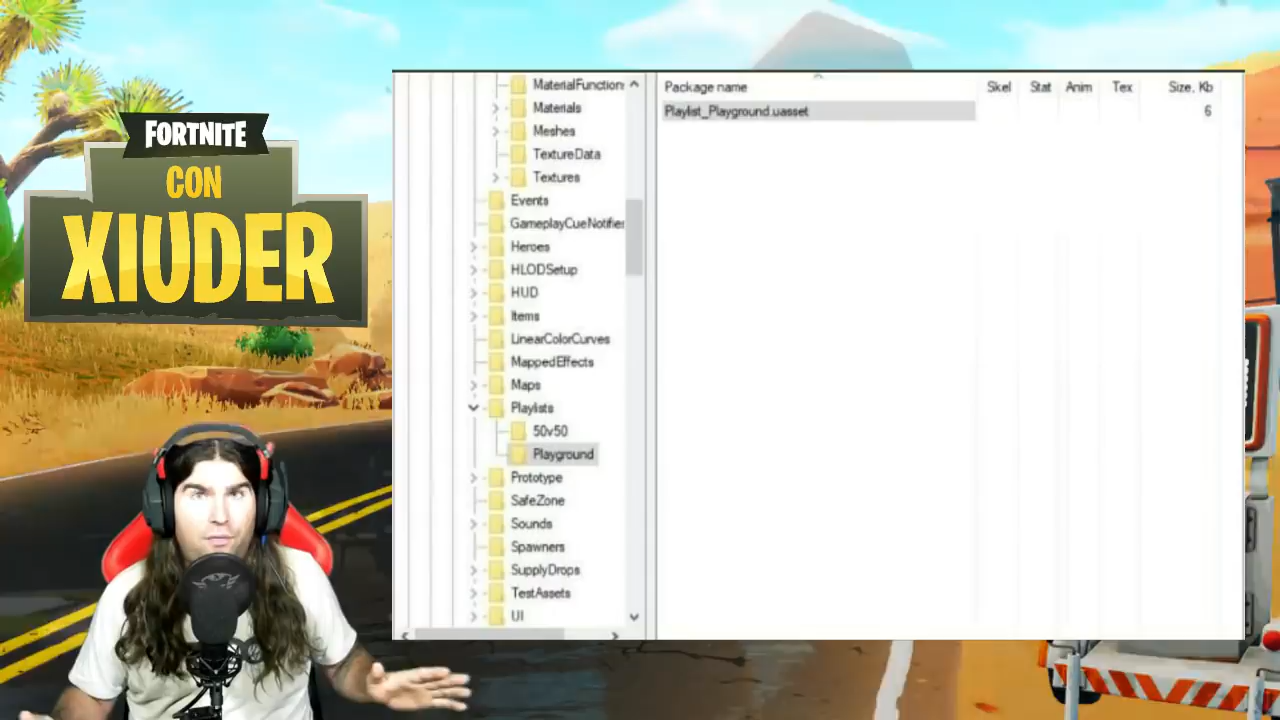 FORTNITE
CON
XIUDER
MaterialFunction
Materials
Meshes
TextureData
Textures
Events
GameplayCueNotifier
Heroes
HLODSetup
HUD
Items
LinearColorCurves
MappedEffects
Maps
Playlists
50v50
Playground
Prototype
SafeZone
Sounds
Spawners
SupplyDrops
TestAssets
UI
Package name Skel Stat Anim Tex Size, Kb
Playlist_Playground.uasset 6